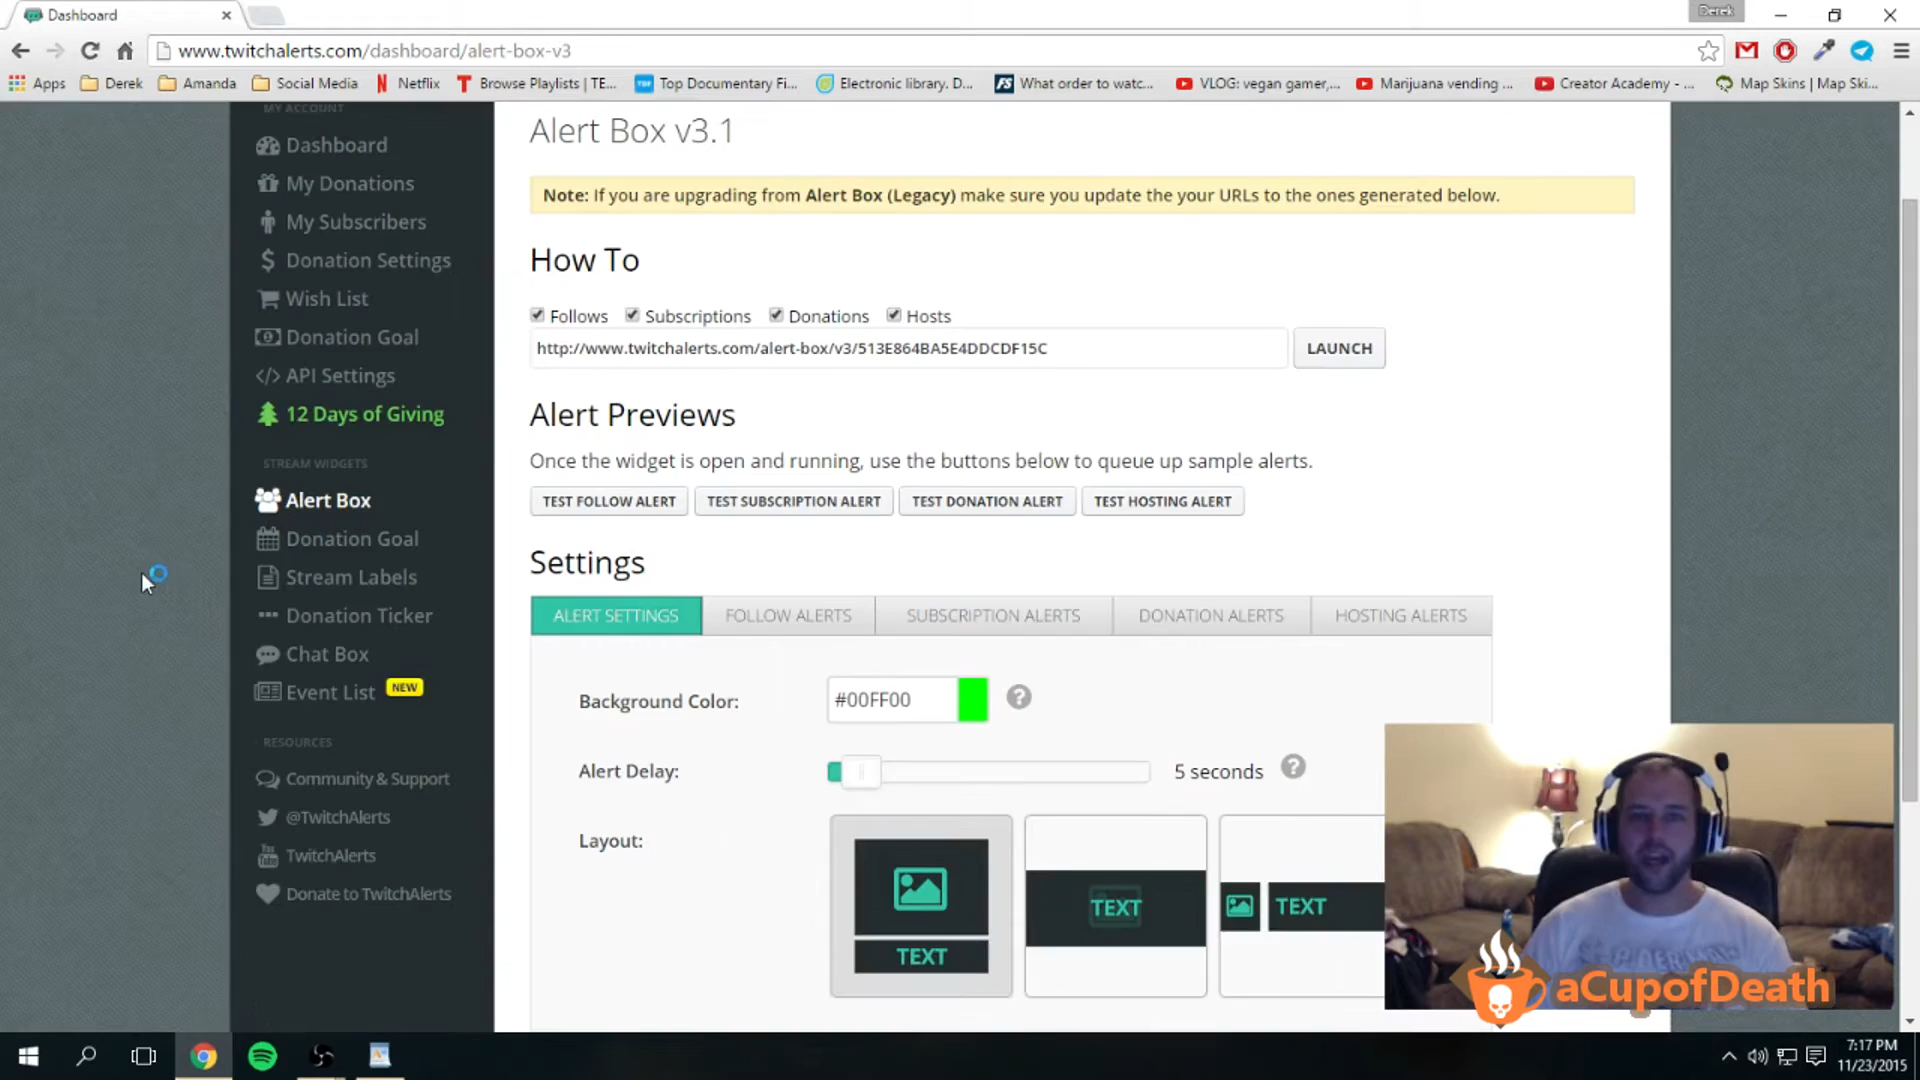 Dashboard
Derek
www.twitchalerts.com/dashboard/alert-box-v3
Apps Derek Amanda Social Media Netflix Browse Playlists | TE... Top Documentary Fi... Electronic library. D... What order to watc... VLOG: vegan gamer,... Marijuana vending ... Creator Academy - ... Map Skins | Map Ski...
MY ACCOUNT
Dashboard
My Donations
My Subscribers
Donation Settings
Wish List
Donation Goal
API Settings
12 Days of Giving
STREAM WIDGETS
Alert Box
Donation Goal
Stream Labels
Donation Ticker
Chat Box
Event List NEW
RESOURCES
Community & Support
@TwitchAlerts
TwitchAlerts
Donate to TwitchAlerts
Alert Box v3.1
Note: If you are upgrading from Alert Box (Legacy) make sure you update the your URLs to the ones generated below.
How To
Follows Subscriptions Donations Hosts
http://www.twitchalerts.com/alert-box/v3/513E864BA5E4DDCDF15C LAUNCH
Alert Previews
Once the widget is open and running, use the buttons below to queue up sample alerts.
TEST FOLLOW ALERT TEST SUBSCRIPTION ALERT TEST DONATION ALERT TEST HOSTING ALERT
Settings
ALERT SETTINGS FOLLOW ALERTS SUBSCRIPTION ALERTS DONATION ALERTS HOSTING ALERTS
Background Color: #00FF00 ?
Alert Delay: 5 seconds ?
Layout:
TEXT
TEXT
TEXT
aCupofDeath
7:17 PM
11/23/2015